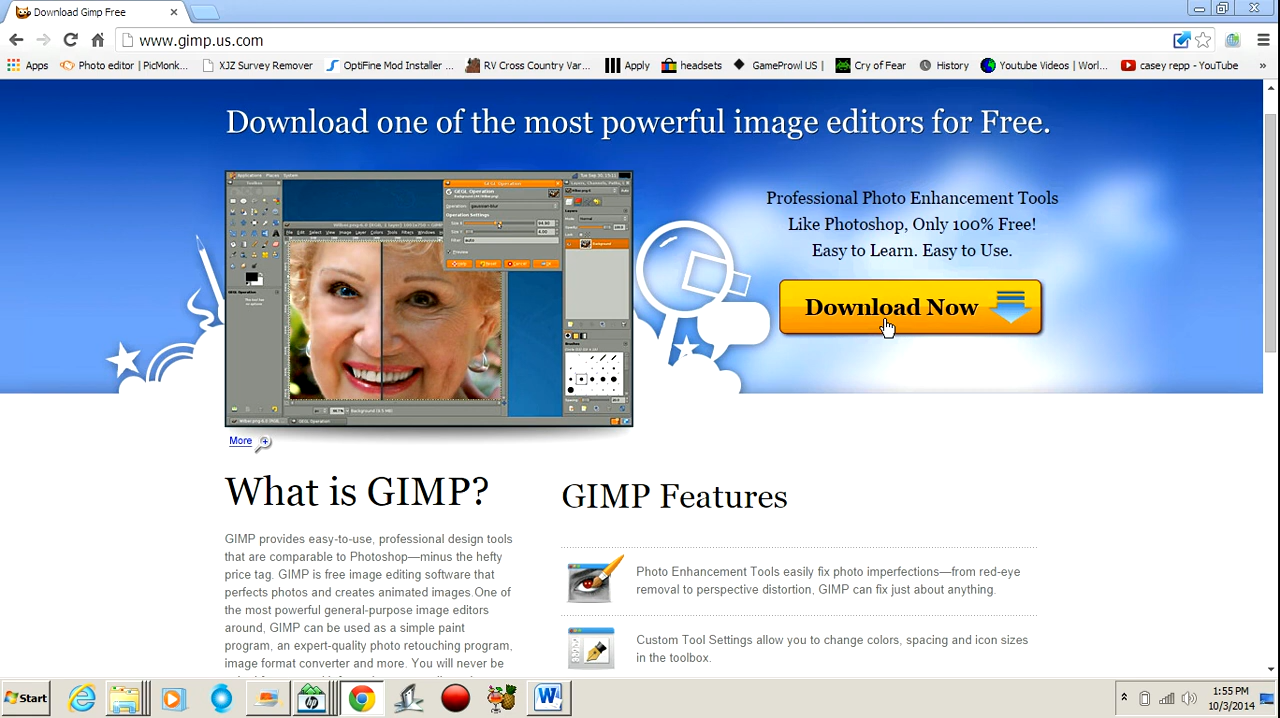 Download Gimp Free
www.gimp.us.com
Apps Photo editor | PicMonk... XJZ Survey Remover OptiFine Mod Installer ... RV Cross Country Var... Apply headsets GameProwl US | Cry of Fear History Youtube Videos | Worl... casey repp - YouTube »
Download one of the most powerful image editors for Free.
Professional Photo Enhancement Tools
Like Photoshop, Only 100% Free!
Easy to Learn. Easy to Use.
Download Now
More
What is GIMP?
GIMP provides easy-to-use, professional design tools
that are comparable to Photoshop—minus the hefty
price tag. GIMP is free image editing software that
perfects photos and creates animated images.One of
the most powerful general-purpose image editors
around, GIMP can be used as a simple paint
program, an expert-quality photo retouching program,
image format converter and more. You will never be
GIMP Features
Photo Enhancement Tools easily fix photo imperfections—from red-eye
removal to perspective distortion, GIMP can fix just about anything.
Custom Tool Settings allow you to change colors, spacing and icon sizes
in the toolbox.
Start
1:55 PM
10/3/2014